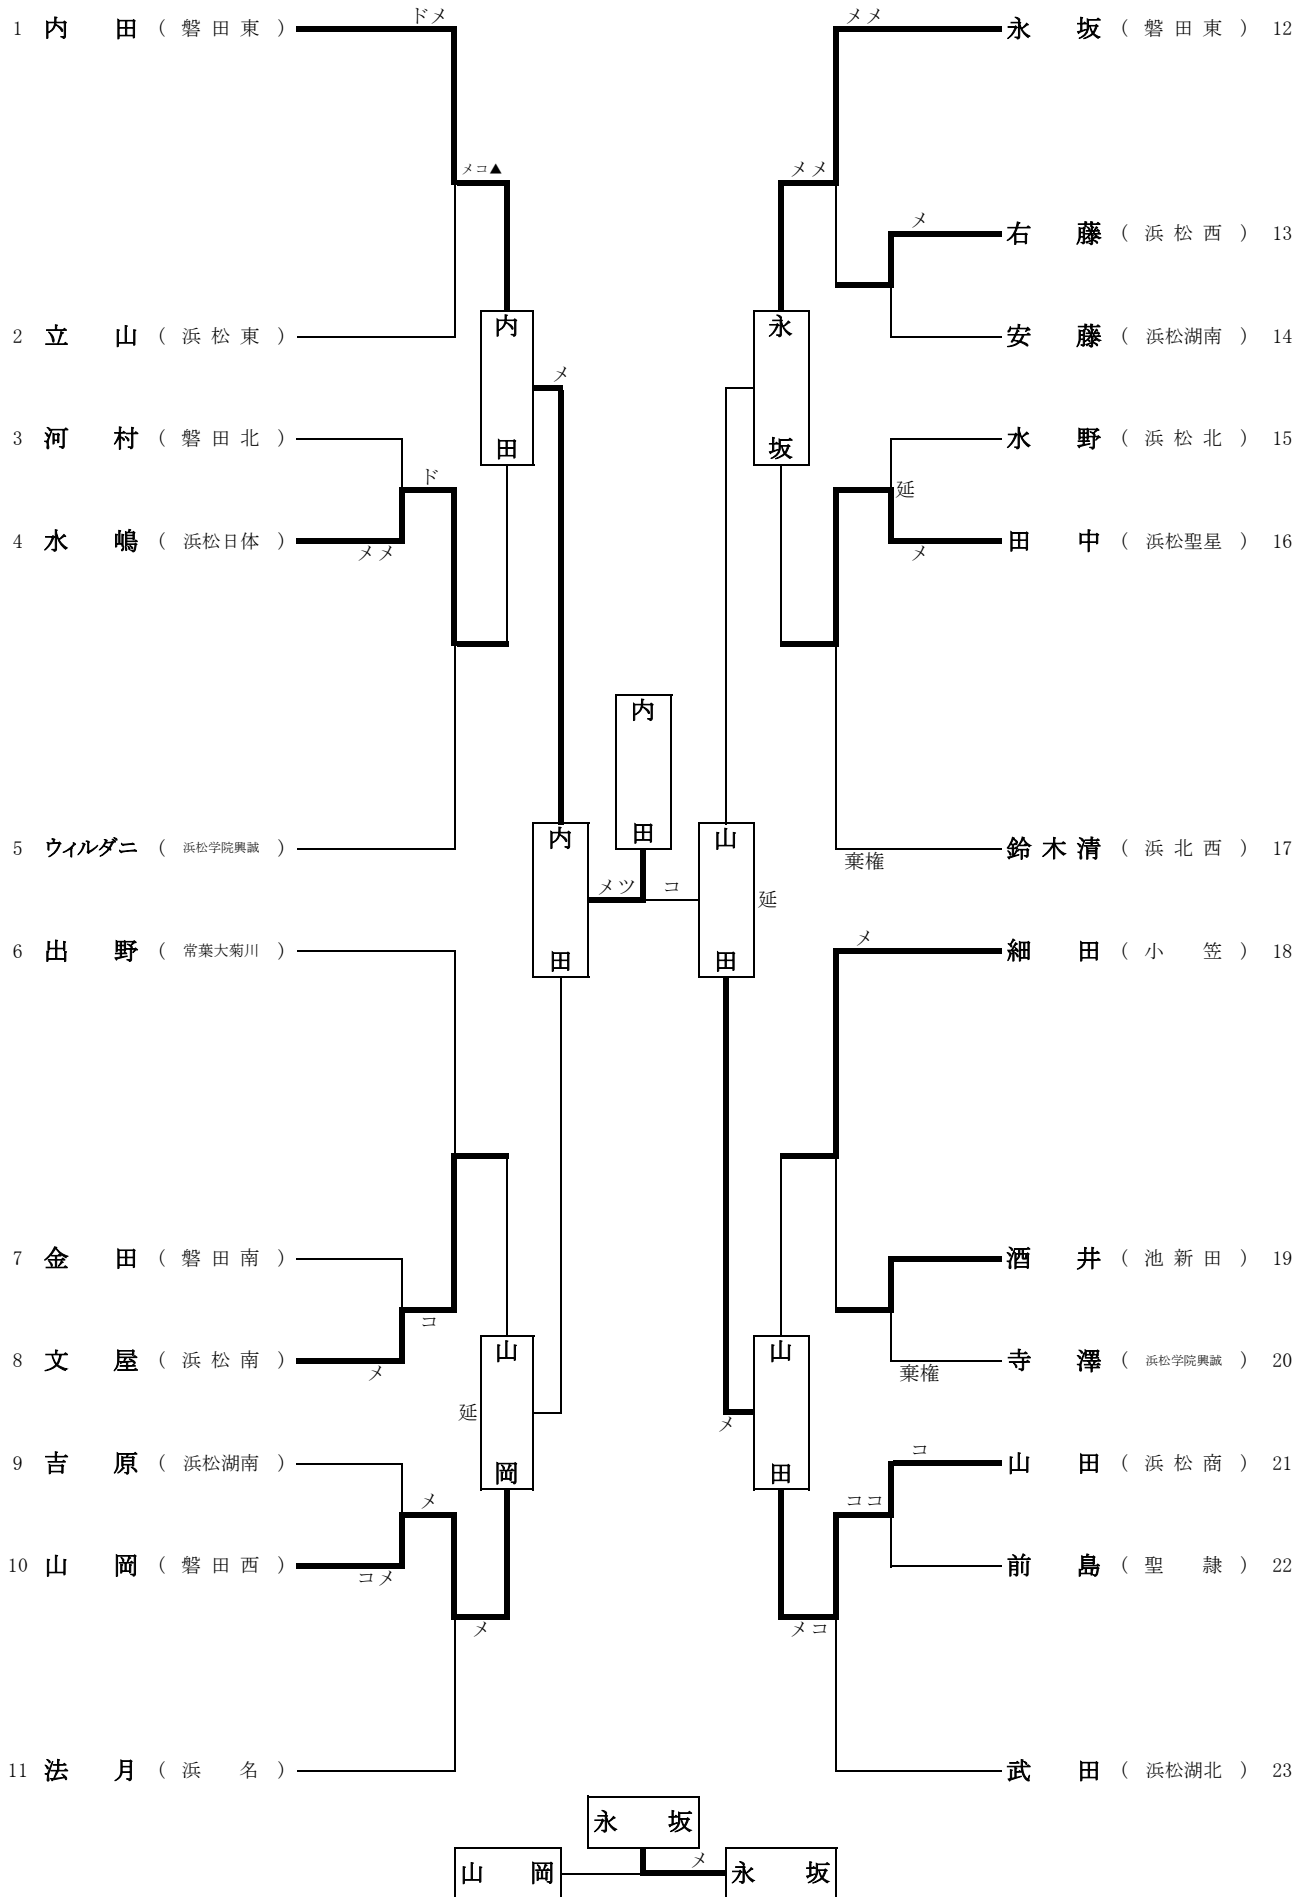 1 内 田 ( 磐 田 東 ) ドメ
メメ 永 坂 ( 磐 田 東 ) 12
メコ▲
メメ
メ 右 藤 ( 浜 松 西 ) 13
2 立 山 ( 浜 松 東 )
内 田
永 坂
安 藤 ( 浜松湖南 ) 14
メ
3 河 村 ( 磐 田 北 )
水 野 ( 浜 松 北 ) 15
ド
延
4 水 嶋 ( 浜松日体 ) メメ
メ 田 中 ( 浜松聖星 ) 16
内 田
5 ウィルダニ ( 浜松学院興誠 )
内 田
山 田
棄権 鈴 木 清 ( 浜 北 西 ) 17
メツ コ 延
6 出 野 ( 常葉大菊川 )
メ 細 田 ( 小 笠 ) 18
7 金 田 ( 磐 田 南 )
酒 井 ( 池 新 田 ) 19
コ
8 文 屋 ( 浜 松 南 ) メ
山 岡
山 田
棄権 寺 澤 ( 浜松学院興誠 ) 20
延
メ
9 吉 原 ( 浜松湖南 )
コ 山 田 ( 浜 松 商 ) 21
メ
ココ
10 山 岡 ( 磐 田 西 ) コメ
前 島 ( 聖 隷 ) 22
メ
メコ
11 法 月 ( 浜 名 )
武 田 ( 浜松湖北 ) 23
永 坂
山 岡 メ 永 坂